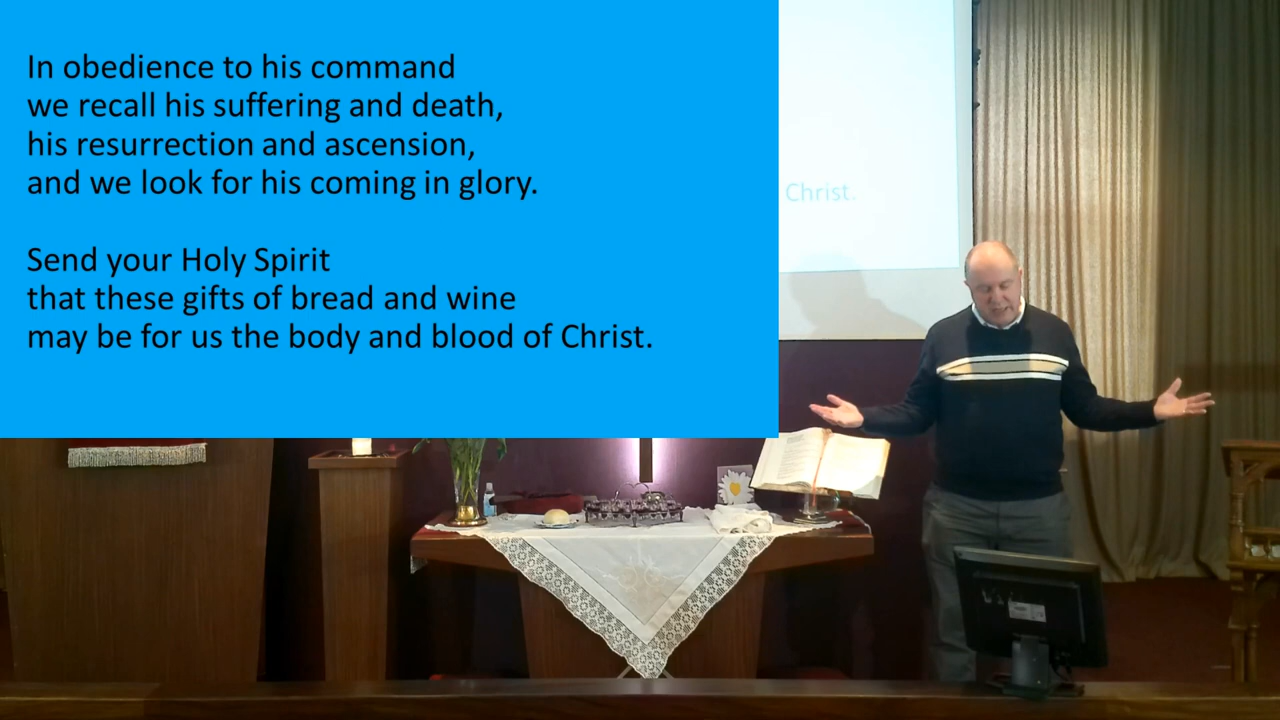 In obedience to his command
we recall his suffering and death,
his resurrection and ascension,
and we look for his coming in glory.
Send your Holy Spirit
that these gifts of bread and wine
may be for us the body and blood of Christ.
Christ.